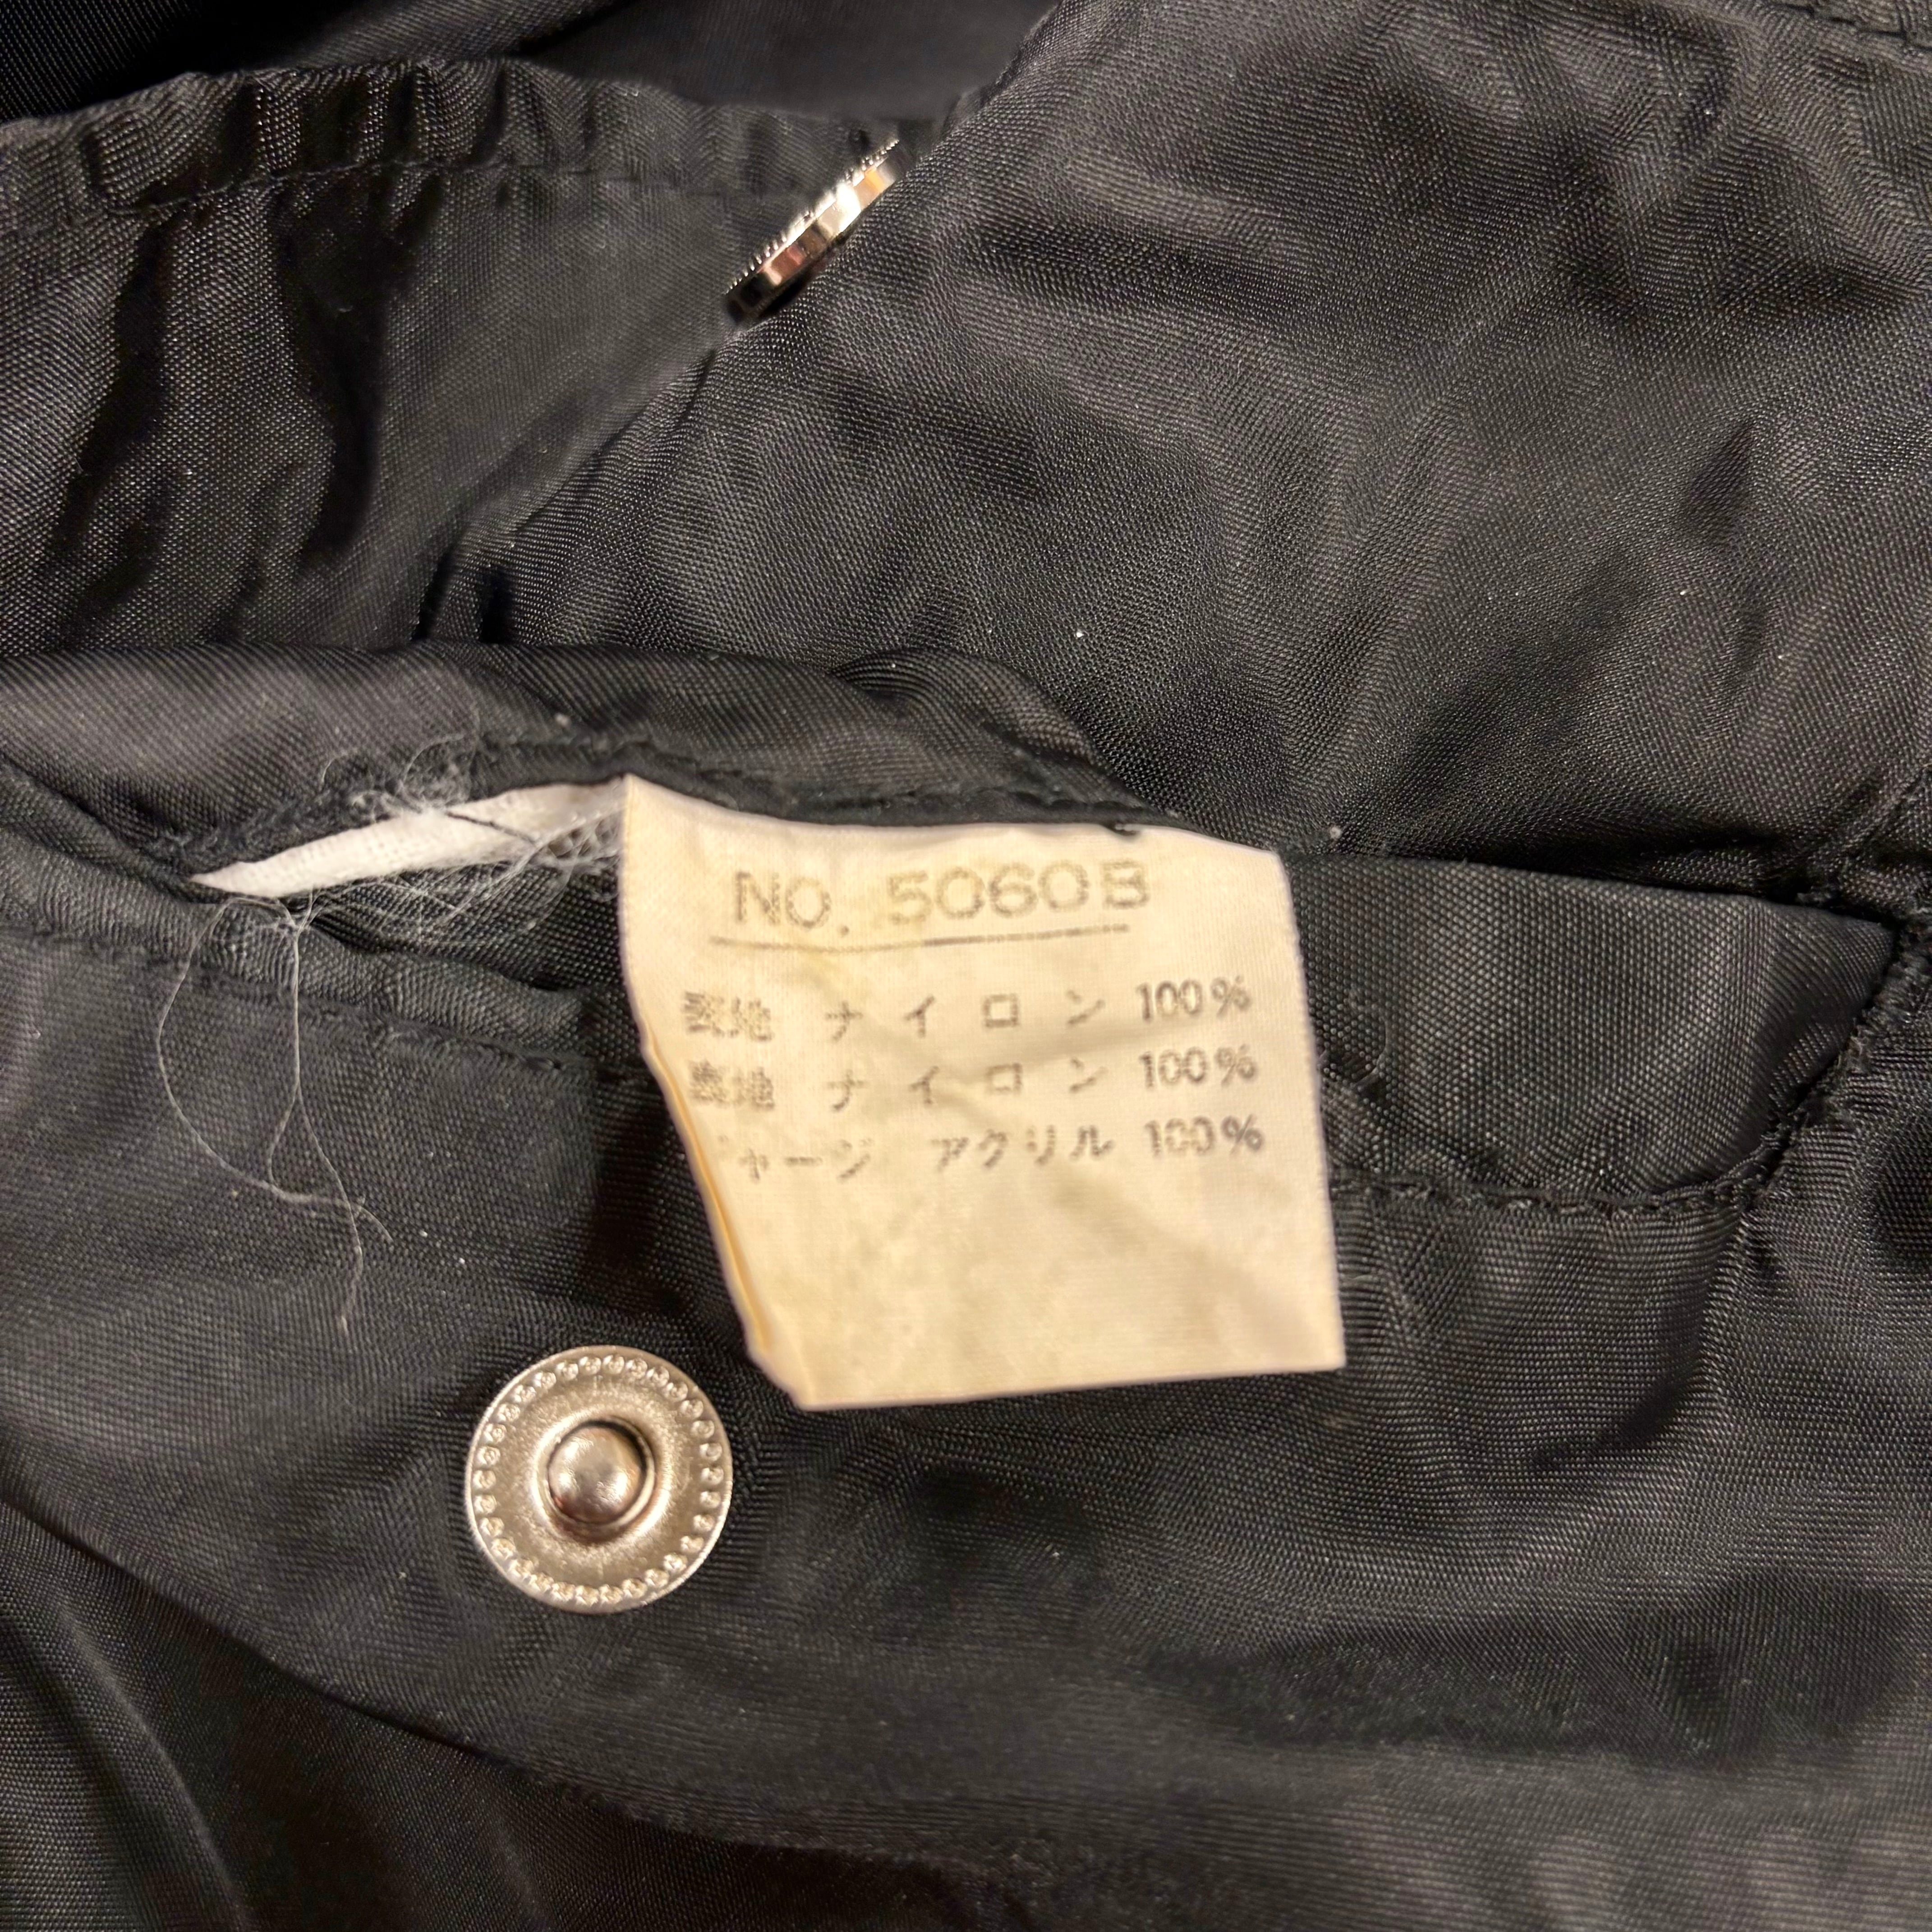 NO. 5060B
表地 ナイロン 100%
裏地 ナイロン 100%
ャージ アクリル 100%